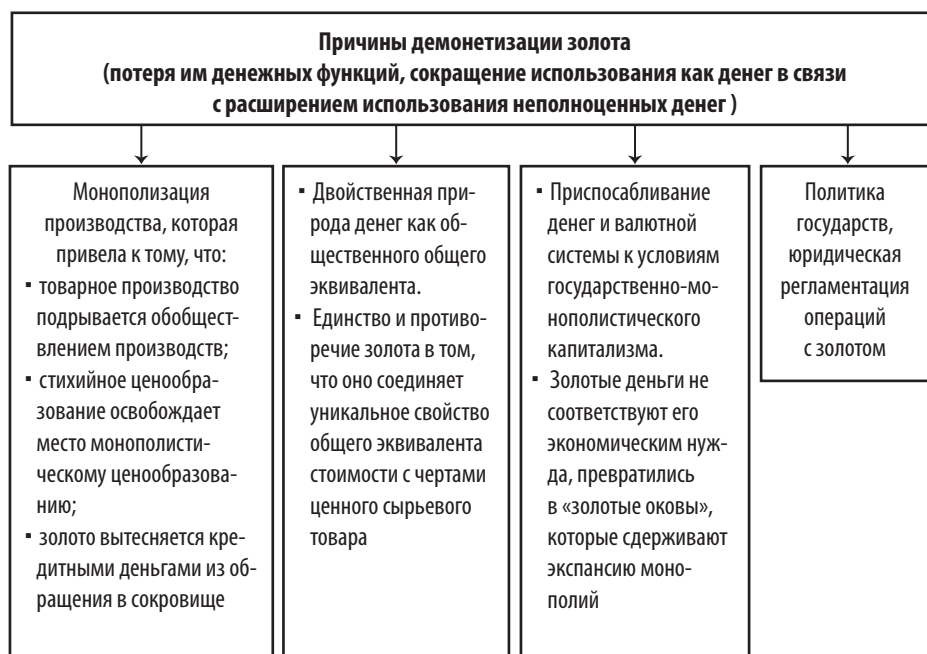 Причины демонетизации золота
(потеря им денежных функций, сокращение использования как денег в связи
с расширением использования неполноценных денег )
Монополизация
производства, которая
привела к тому, что:
▪ товарное производство
подрывается обобщест-
влением производств;
▪ стихийное ценообра-
зование освобождает
место монополисти-
ческому ценообразова-
нию;
▪ золото вытесняется кре-
дитными деньгами из об-
ращения в сокровище
▪ Двойственная при-
рода денег как об-
щественного общего
эквивалента.
▪ Единство и противо-
речие золота в том,
что оно соединяет
уникальное свойство
общего эквивалента
стоимости с чертами
ценного сырьевого
товара
▪ Приспосабливание
денег и валютной
системы к условиям
государственно-мо-
нополистического
капитализма.
▪ Золотые деньги не
соответствуют его
экономическим нуж-
да, превратились
в «золотые оковы»,
которые сдерживают
экспансию моно-
полий
Политика
государств,
юридическая
регламентация
операций
с золотом